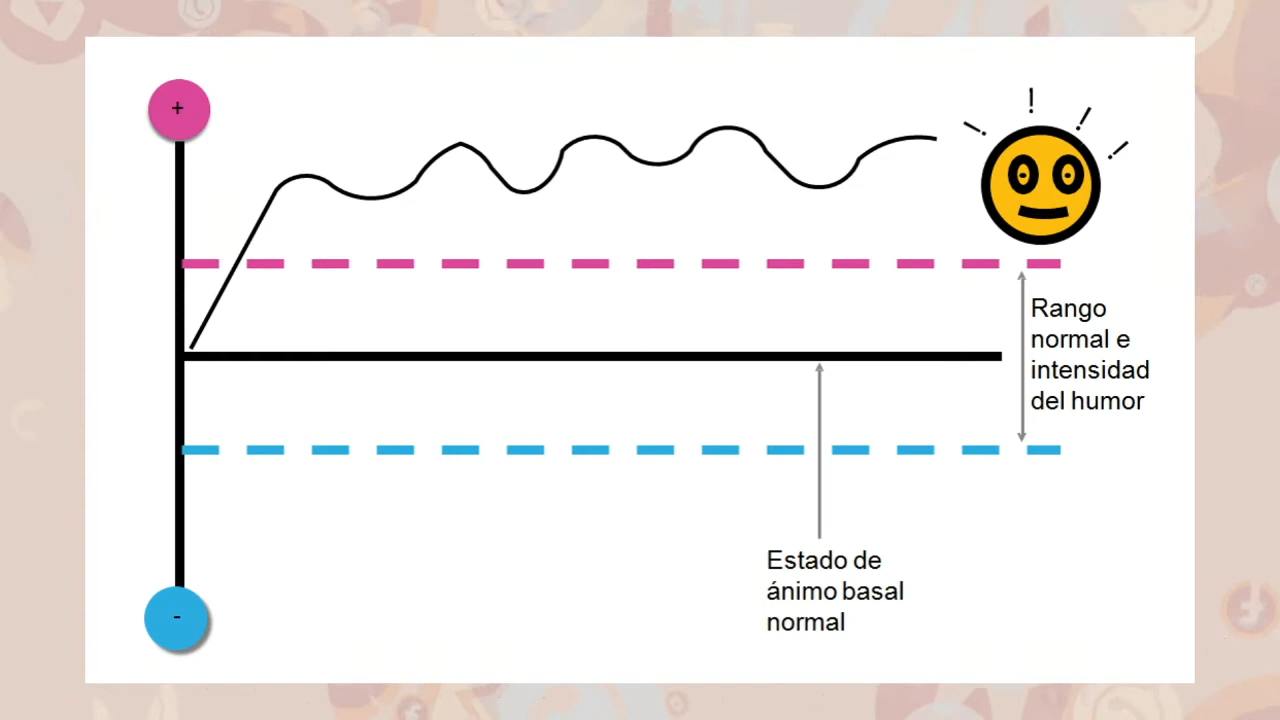 +
Rango
normal e
intensidad
del humor
Estado de
ánimo basal
normal
-